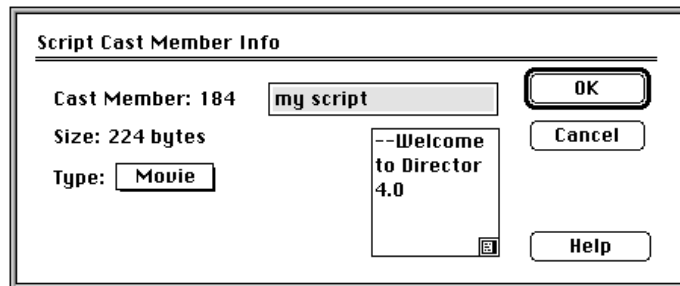 Script Cast Member Info
Cast Member: 184
my script
OK
Size: 224 bytes
--Welcome
to Director
4.0
Cancel
Type: Movie
Help